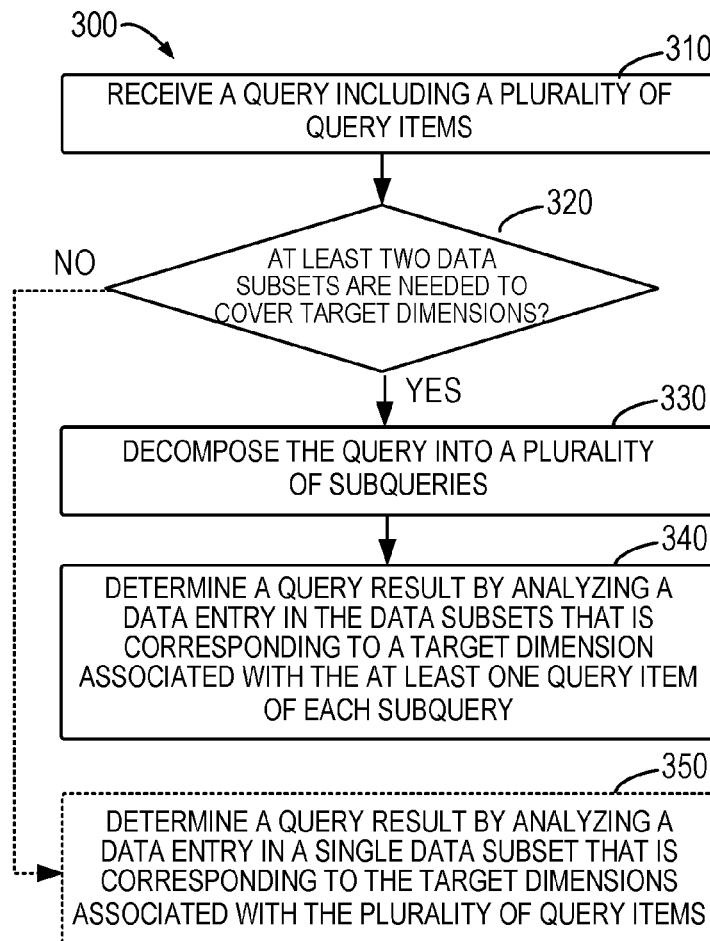 300
310
RECEIVE A QUERY INCLUDING A PLURALITY OF
QUERY ITEMS
320
NO
AT LEAST TWO DATA
SUBSETS ARE NEEDED TO
COVER TARGET DIMENSIONS?
YES
330
DECOMPOSE THE QUERY INTO A PLURALITY
OF SUBQUERIES
340
DETERMINE A QUERY RESULT BY ANALYZING A
DATA ENTRY IN THE DATA SUBSETS THAT IS
CORRESPONDING TO A TARGET DIMENSION
ASSOCIATED WITH THE AT LEAST ONE QUERY ITEM
OF EACH SUBQUERY
350
DETERMINE A QUERY RESULT BY ANALYZING A
DATA ENTRY IN A SINGLE DATA SUBSET THAT IS
CORRESPONDING TO THE TARGET DIMENSIONS
ASSOCIATED WITH THE PLURALITY OF QUERY ITEMS